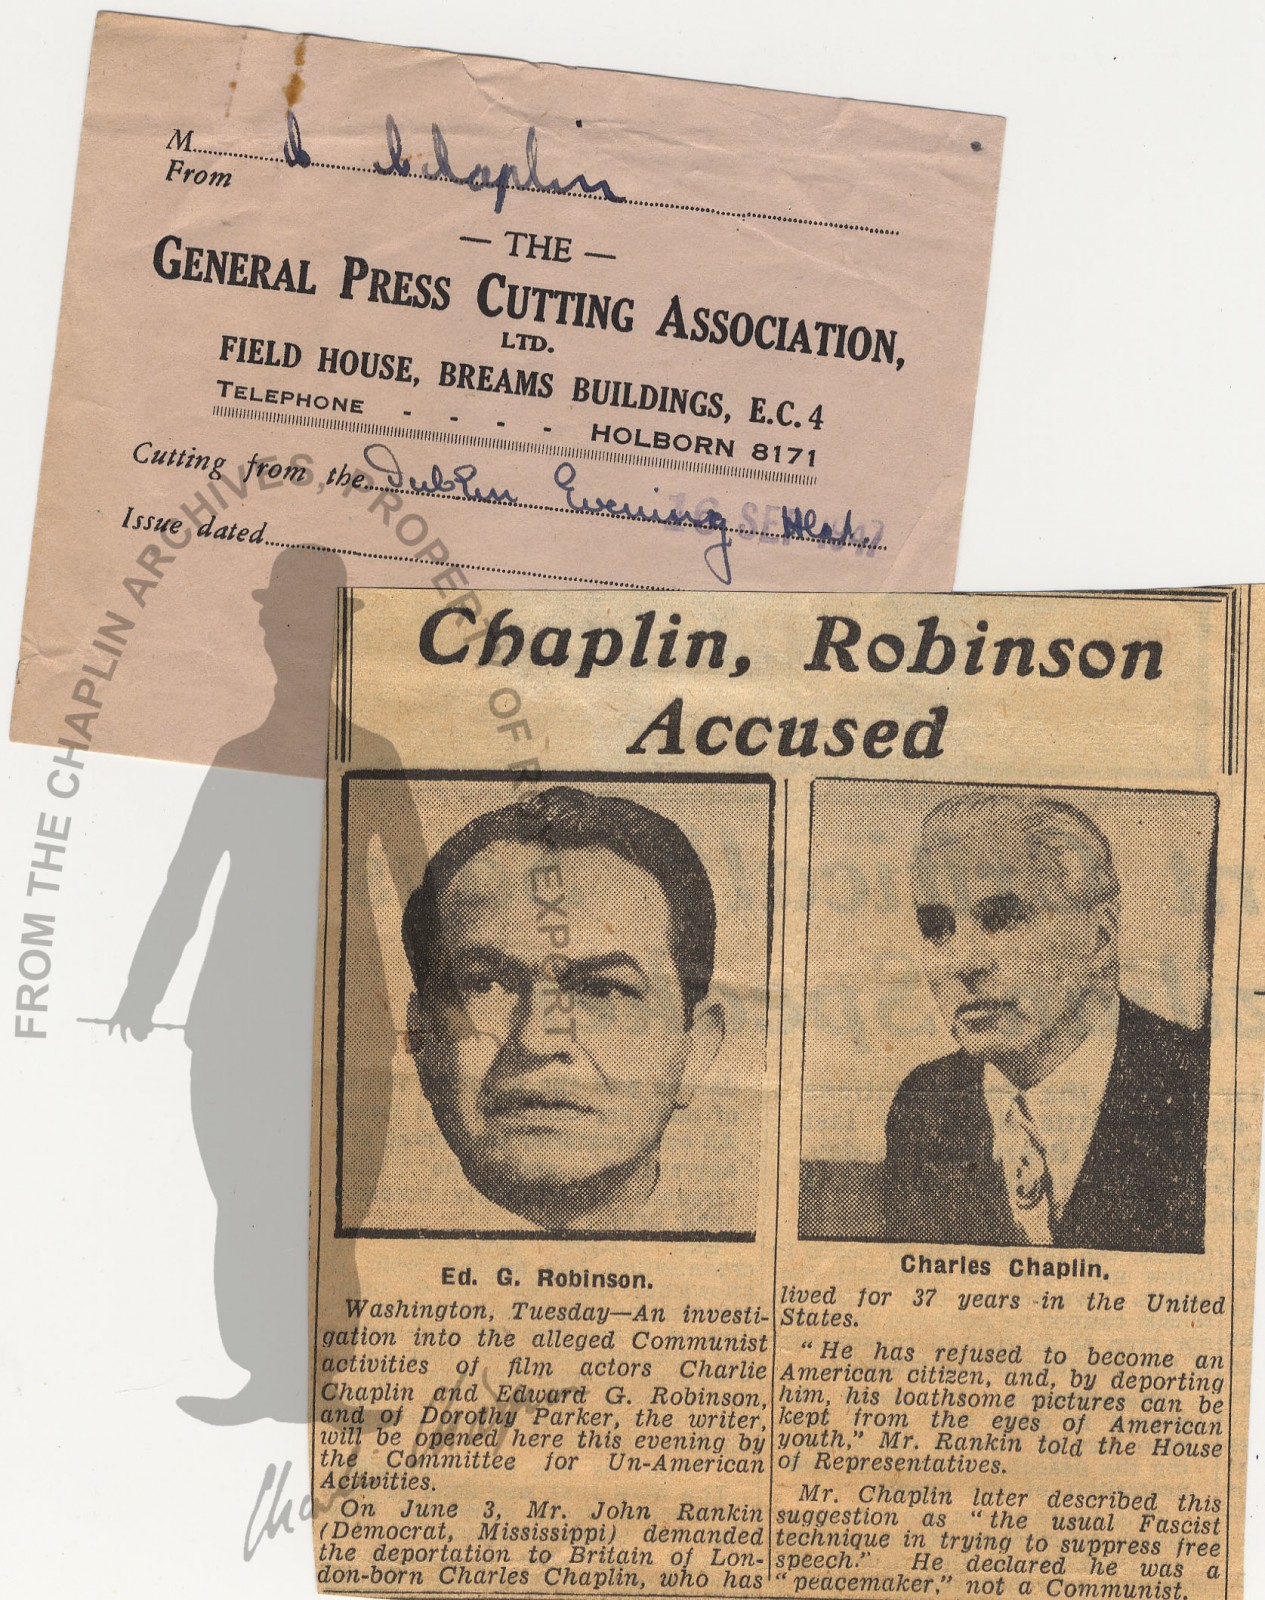 M C Chaplin
From
— THE —
GENERAL PRESS CUTTING ASSOCIATION,
LTD.
FIELD HOUSE, BREAMS BUILDINGS, E.C. 4
TELEPHONE - - - - HOLBORN 8171
Cutting from the Dublin Evening
16 SEP 1947
Issue dated
FROM THE CHAPLIN ARCHIVES, PROPERTY OF ROY EXPORT
Chaplin, Robinson
Accused
Ed. G. Robinson.
Washington, Tuesday—An investi-
gation into the alleged Communist
activities of film actors Charlie
Chaplin and Edward G. Robinson,
and of Dorothy Parker, the writer,
will be opened here this evening by
the Committee for Un-American
Activities.
On June 3, Mr. John Rankin
(Democrat, Mississippi) demanded
the deportation to Britain of Lon-
don-born Charles Chaplin, who has
Charles Chaplin.
lived for 37 years in the United
States.
"He has refused to become an
American citizen, and, by deporting
him, his loathsome pictures can be
kept from the eyes of American
youth," Mr. Rankin told the House
of Representatives.
Mr. Chaplin later described this
suggestion as "the usual Fascist
technique in trying to suppress free
speech." He declared he was a
"peacemaker," not a Communist.